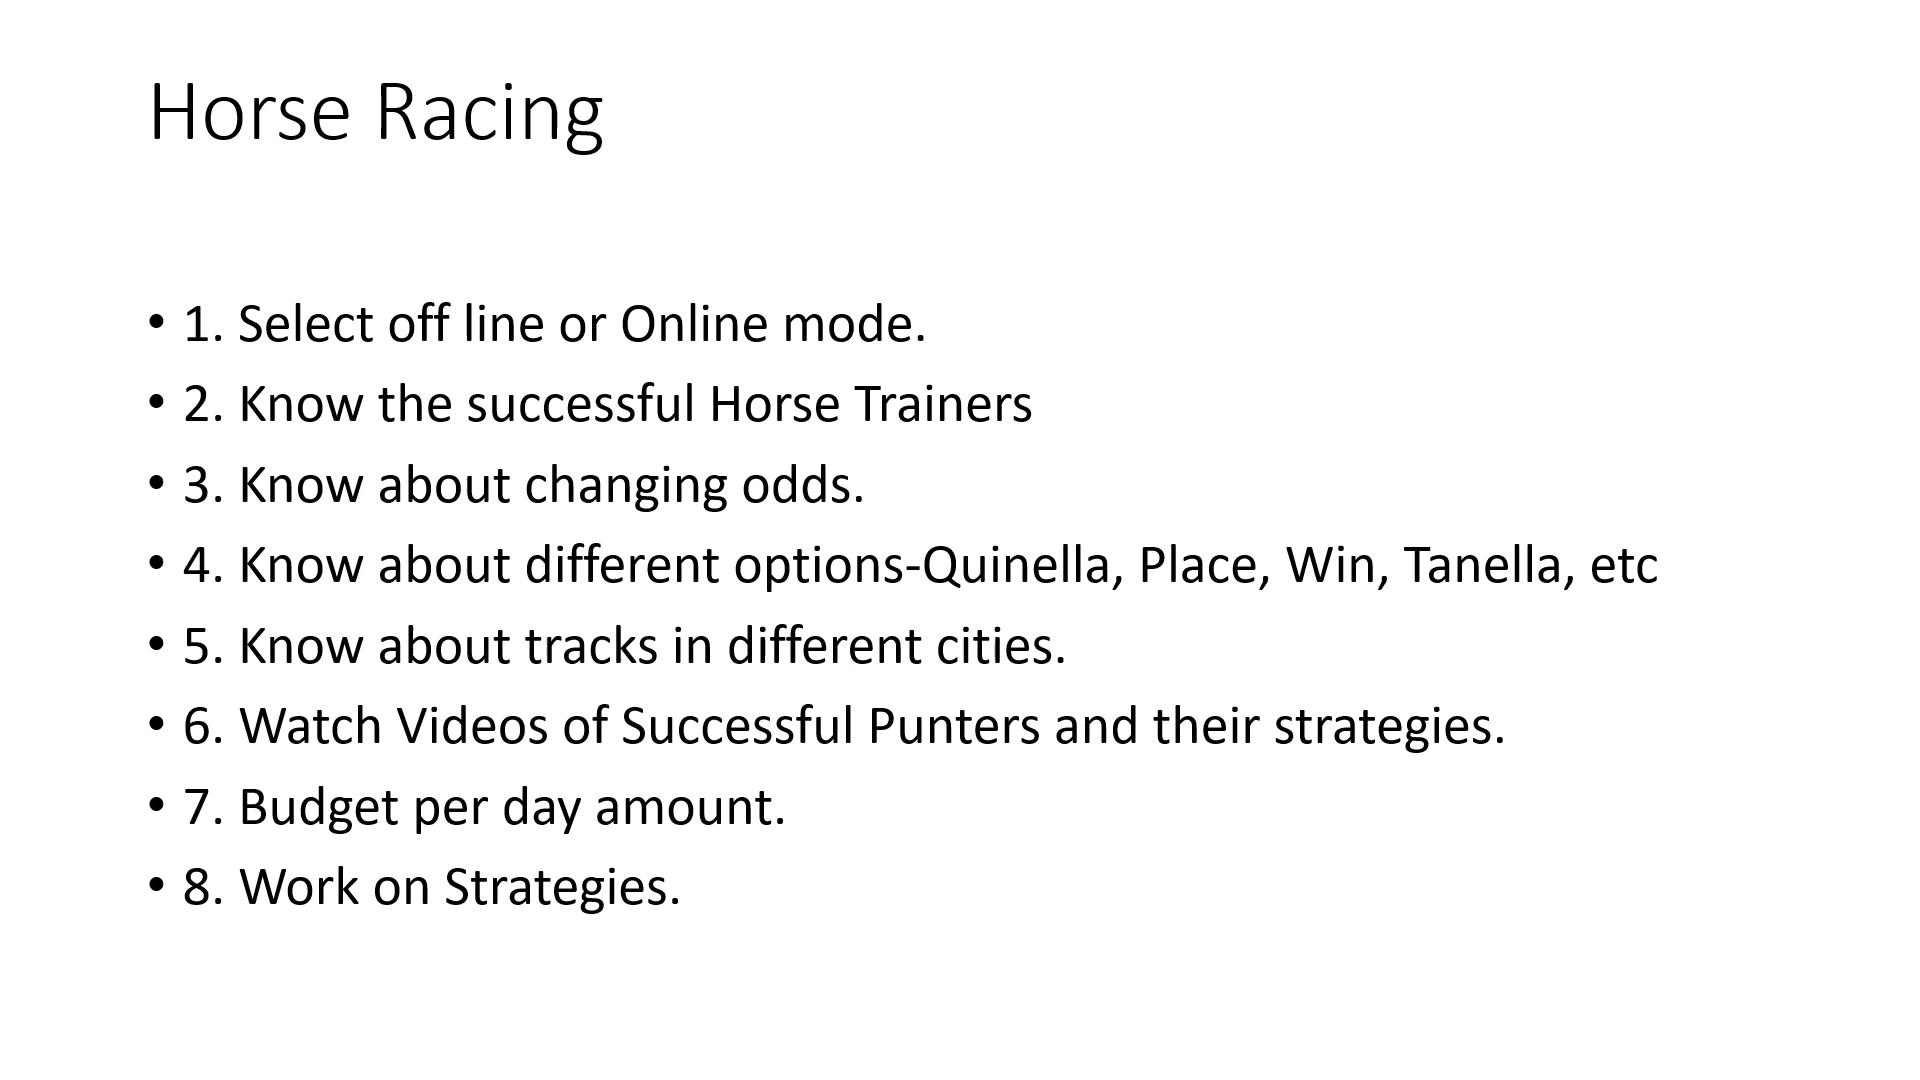 Horse Racing
• 1. Select off line or Online mode.
• 2. Know the successful Horse Trainers
• 3. Know about changing odds.
• 4. Know about different options-Quinella, Place, Win, Tanella, etc
• 5. Know about tracks in different cities.
• 6. Watch Videos of Successful Punters and their strategies.
• 7. Budget per day amount.
• 8. Work on Strategies.